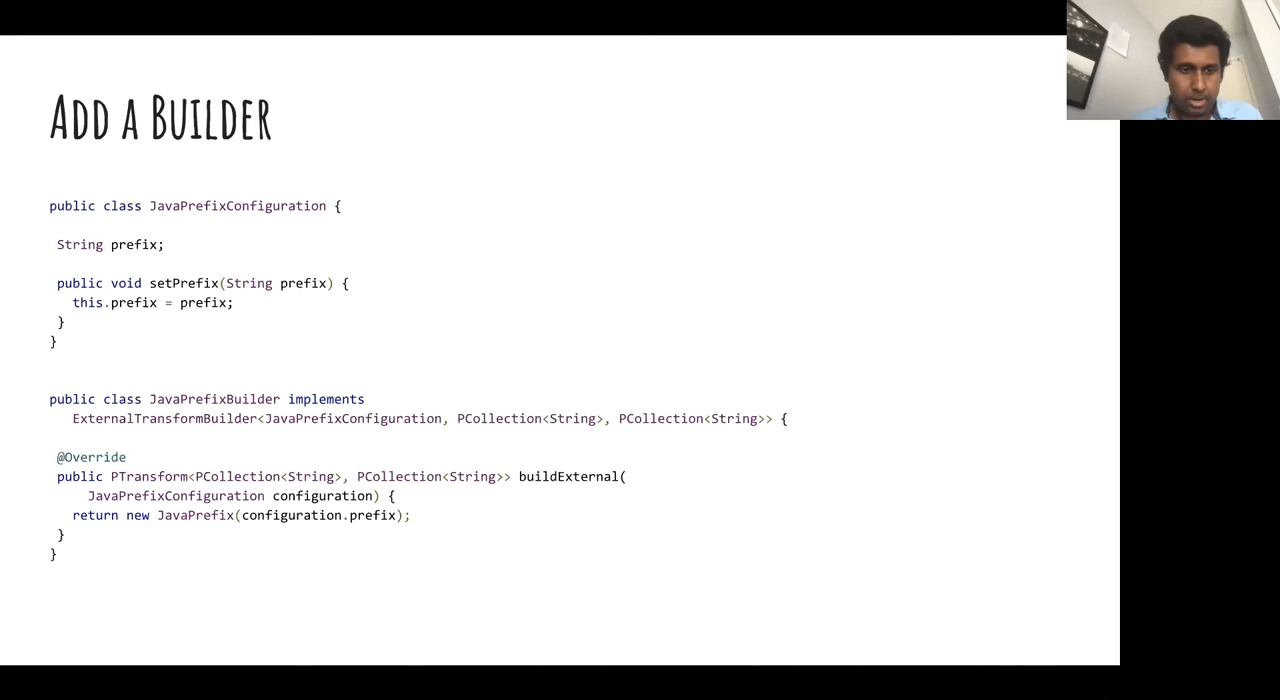 ADD A BUILDER
public class JavaPrefixConfiguration {
String prefix;
public void setPrefix(String prefix) {
this.prefix = prefix;
}
}
public class JavaPrefixBuilder implements
ExternalTransformBuilder<JavaPrefixConfiguration, PCollection<String>, PCollection<String>> {
@Override
public PTransform<PCollection<String>, PCollection<String>> buildExternal(
JavaPrefixConfiguration configuration) {
return new JavaPrefix(configuration.prefix);
}
}